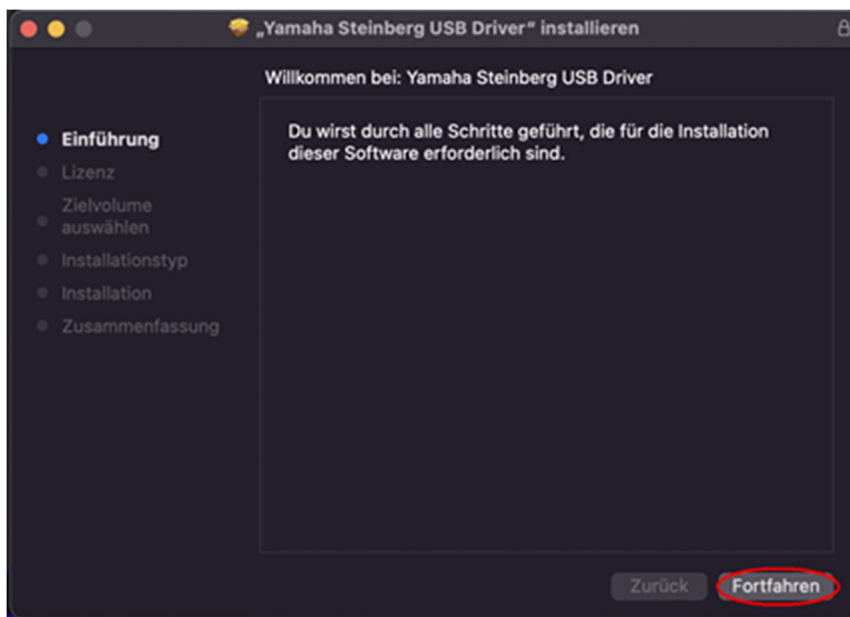 „Yamaha Steinberg USB Driver“ installieren
Willkommen bei: Yamaha Steinberg USB Driver
Einführung
Lizenz
Zielvolume
auswählen
Installationstyp
Installation
Zusammenfassung
Du wirst durch alle Schritte geführt, die für die Installation
dieser Software erforderlich sind.
Zurück
Fortfahren